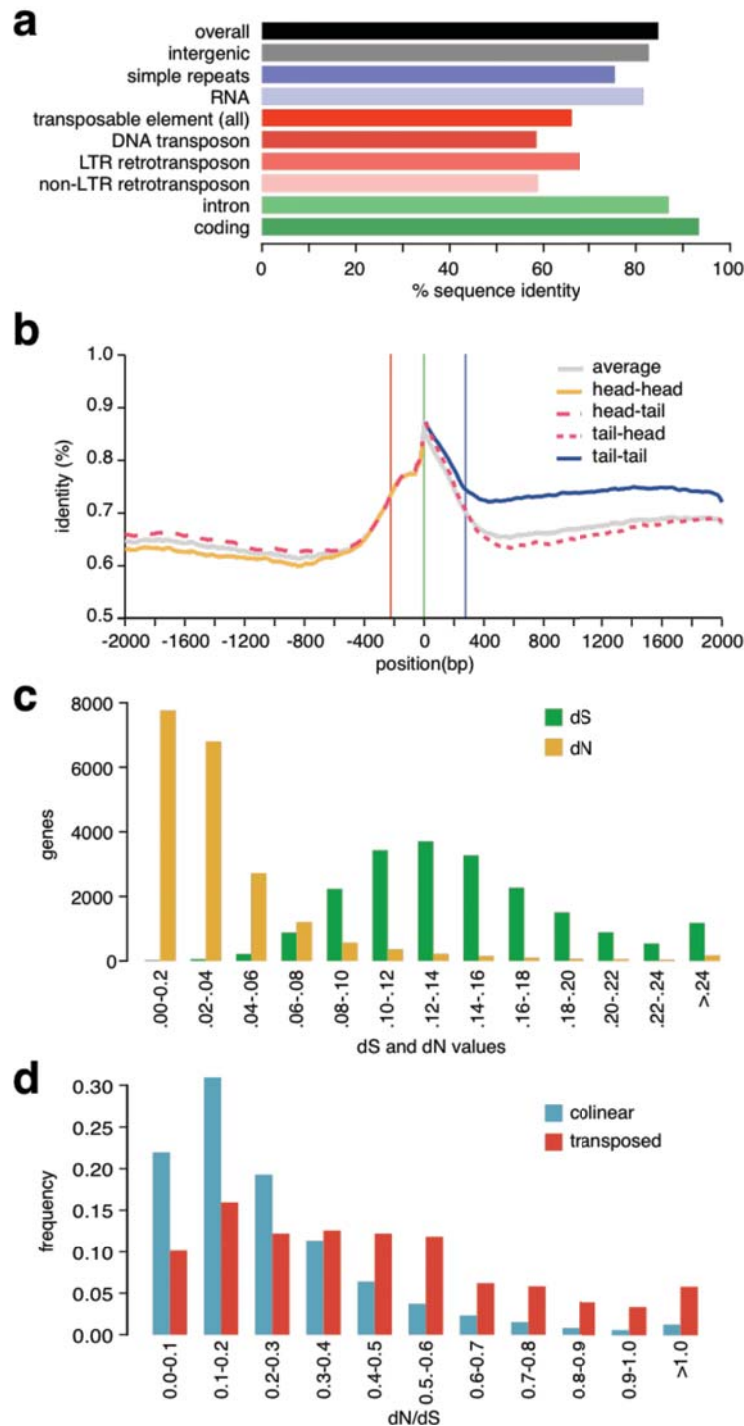 a
overall
intergenic
simple repeats
RNA
transposable element (all)
DNA transposon
LTR retrotransposon
non-LTR retrotransposon
intron
coding
0 20 40 60 80 100
% sequence identity
b
1.0
0.9
0.8
0.7
0.6
0.5
identity (%)
average
head-head
head-tail
tail-head
tail-tail
-2000 -1600 -1200 -800 -400 0 400 800 1200 1600 2000
position(bp)
c
8000
6000
4000
2000
0
genes
dS
dN
.00-0.2
.02-.04
.04-.06
.06-.08
.08-.10
.10-.12
.12-.14
.14-.16
.16-.18
.18-.20
.20-.22
.22-.24
>.24
dS and dN values
d
0.30
0.25
0.20
0.15
0.10
0.05
0.00
frequency
colinear
transposed
0.0-0.1
0.1-0.2
0.2-0.3
0.3-0.4
0.4-0.5
0.5.-0.6
0.6-0.7
0.7-0.8
0.8-0.9
0.9-1.0
>1.0
dN/dS